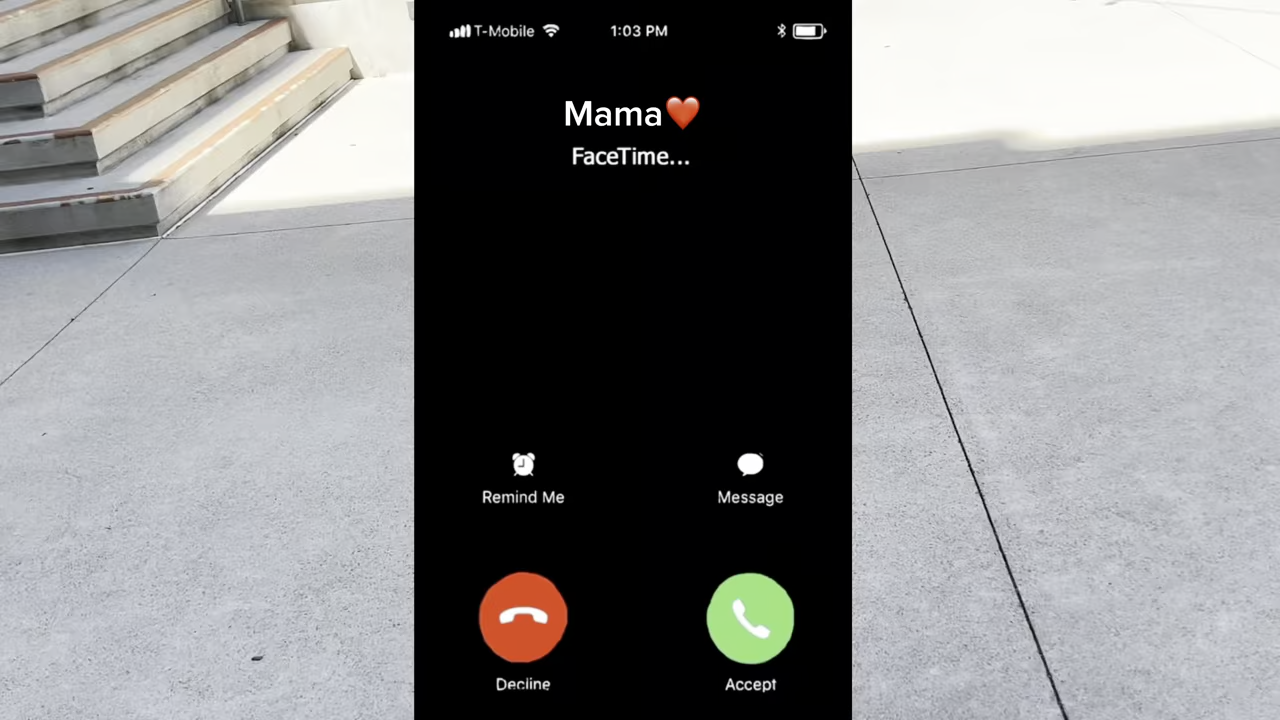 T-Mobile 1:03 PM
Mama❤️
FaceTime...
Remind Me Message
Decline Accept